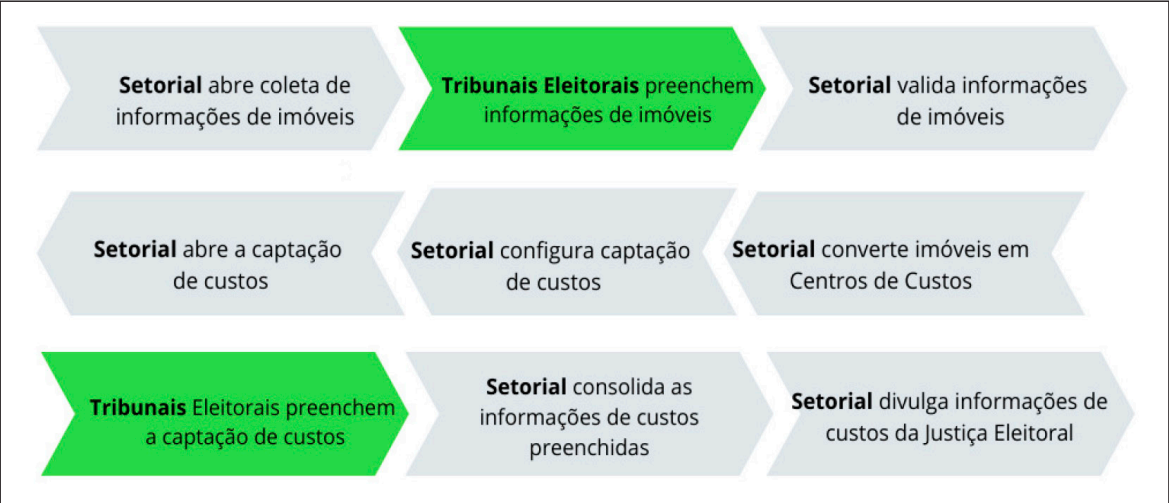 Setorial abre coleta de
informações de imóveis
Tribunais Eleitorais preenchem
informações de imóveis
Setorial valida informações
de imóveis
Setorial converte imóveis em
Centros de Custos
Setorial configura captação
de custos
Setorial abre a captação
de custos
Tribunais Eleitorais preenchem
a captação de custos
Setorial consolida as
informações de custos
preenchidas
Setorial divulga informações de
custos da Justiça Eleitoral